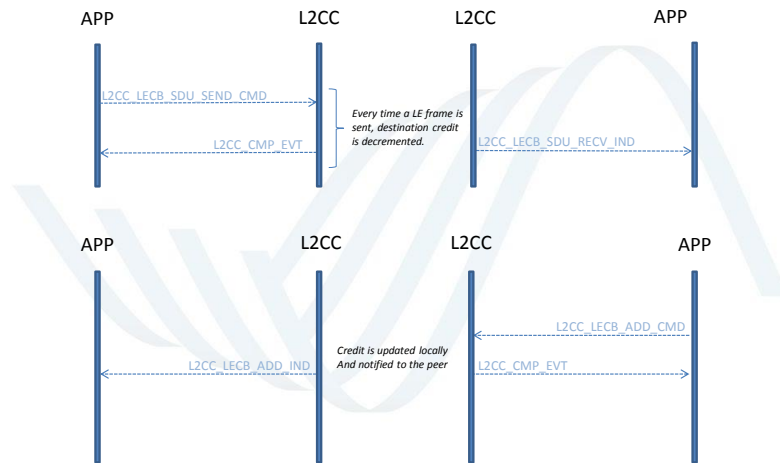 APP L2CC L2CC APP
L2CC_LECB_SDU_SEND_CMD
Every time a LE frame is
sent, destination credit
is decremented.
L2CC_CMP_EVT
L2CC_LECB_SDU_RECV_IND
APP L2CC L2CC APP
L2CC_LECB_ADD_CMD
Credit is updated locally
And notified to the peer
L2CC_LECB_ADD_IND
L2CC_CMP_EVT